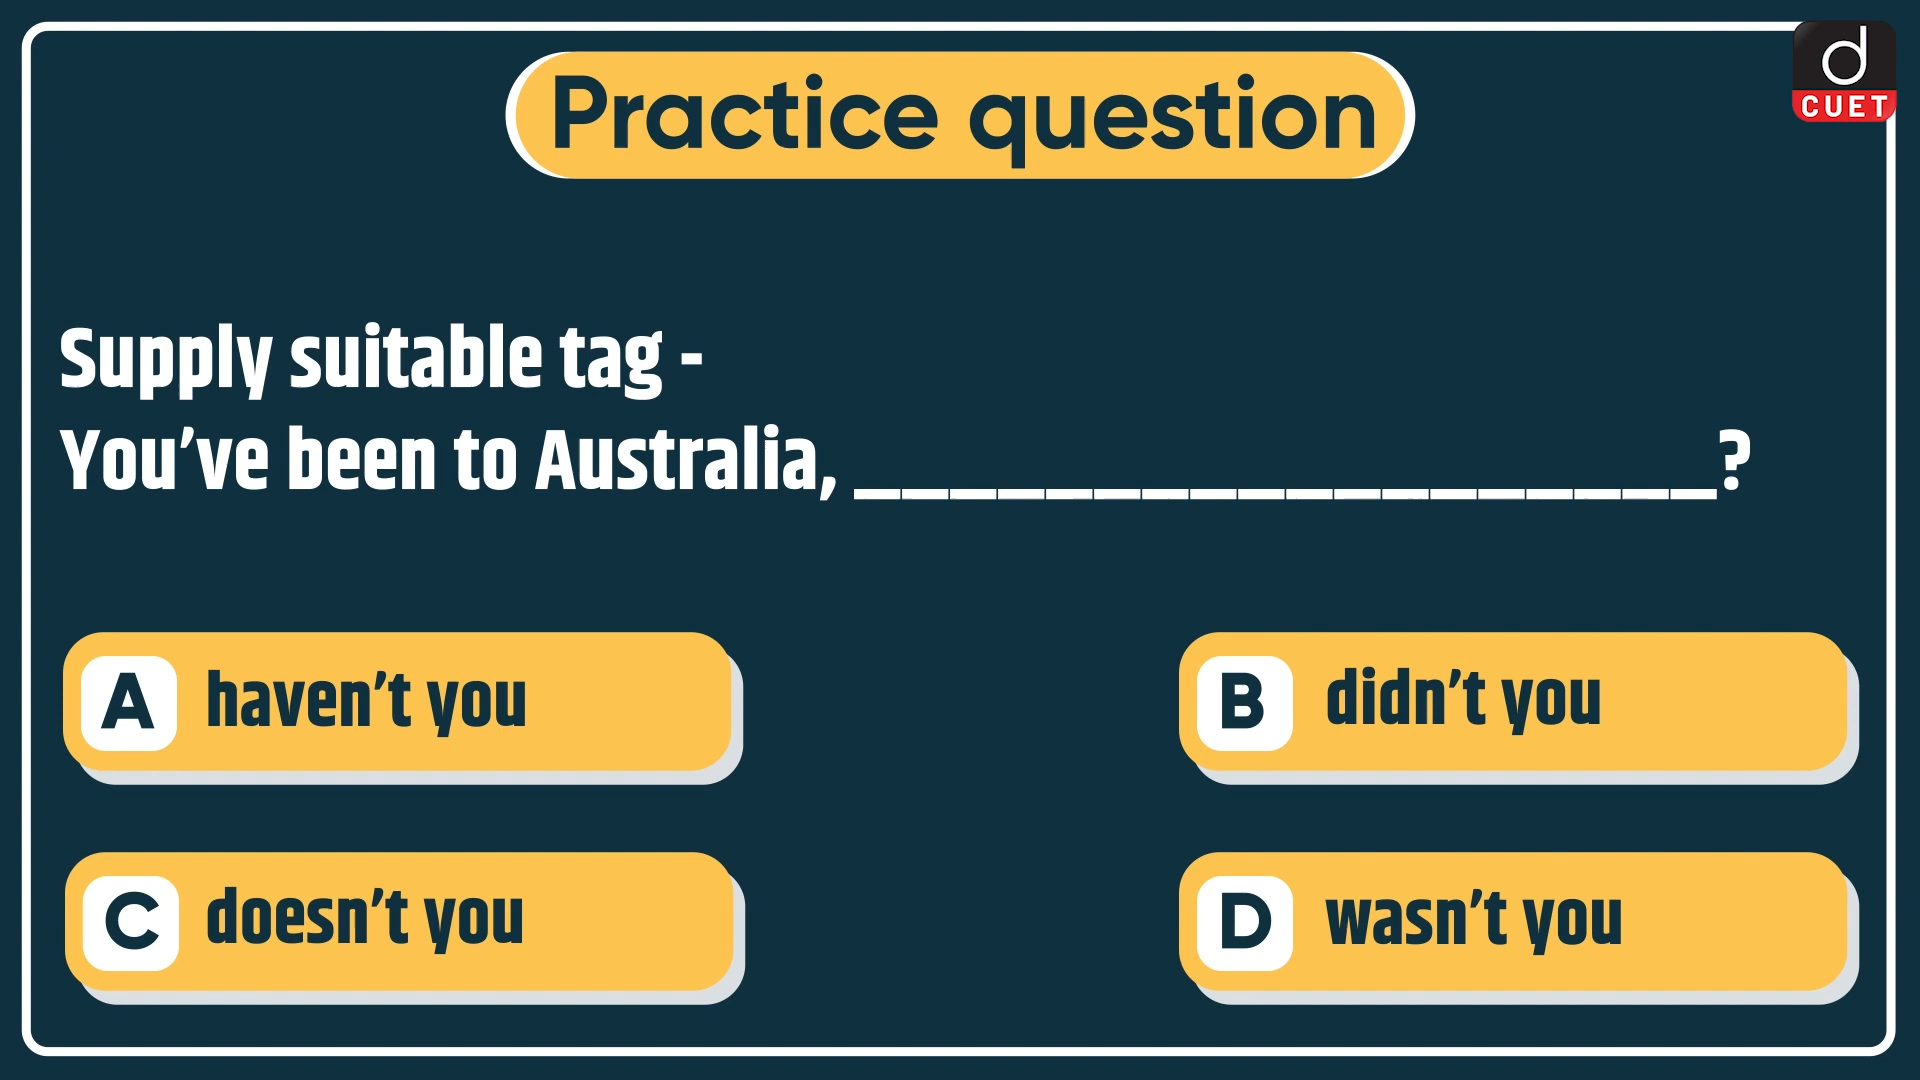 Practice question
d
CUET
Supply suitable tag -
You’ve been to Australia, __________________?
A haven’t you
B didn’t you
C doesn’t you
D wasn’t you